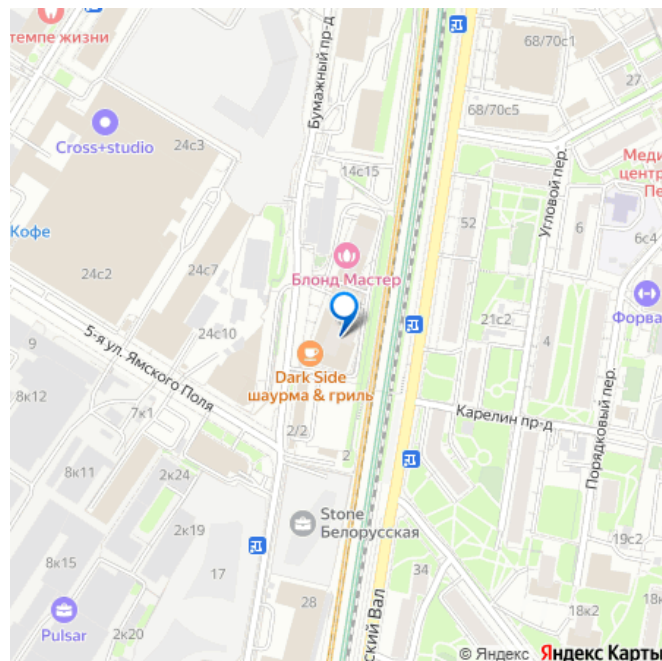 темпе жизни
Бумажный пр-д
68/70с1
27
68/70с5
Cross+studio
24с3
14с15
Меди
центр
Пе
Угловой пер.
Кофе
52
6
6с4
Блонд Мастер
24с2
24с7
Форва
21с2
4
5-я ул. Ямского Поля
24с10
9
Dark Side
шаурма & гриль
8к12
7к1
Карелин пр-д
Порядковый пер.
2/2
2
8к11
2к24
Stone
Белорусская
2к19
19с2
8к15
17
34
28
18к2
18к
Pulsar
2к20
ский Вал
© Яндекс Яндекс Карты